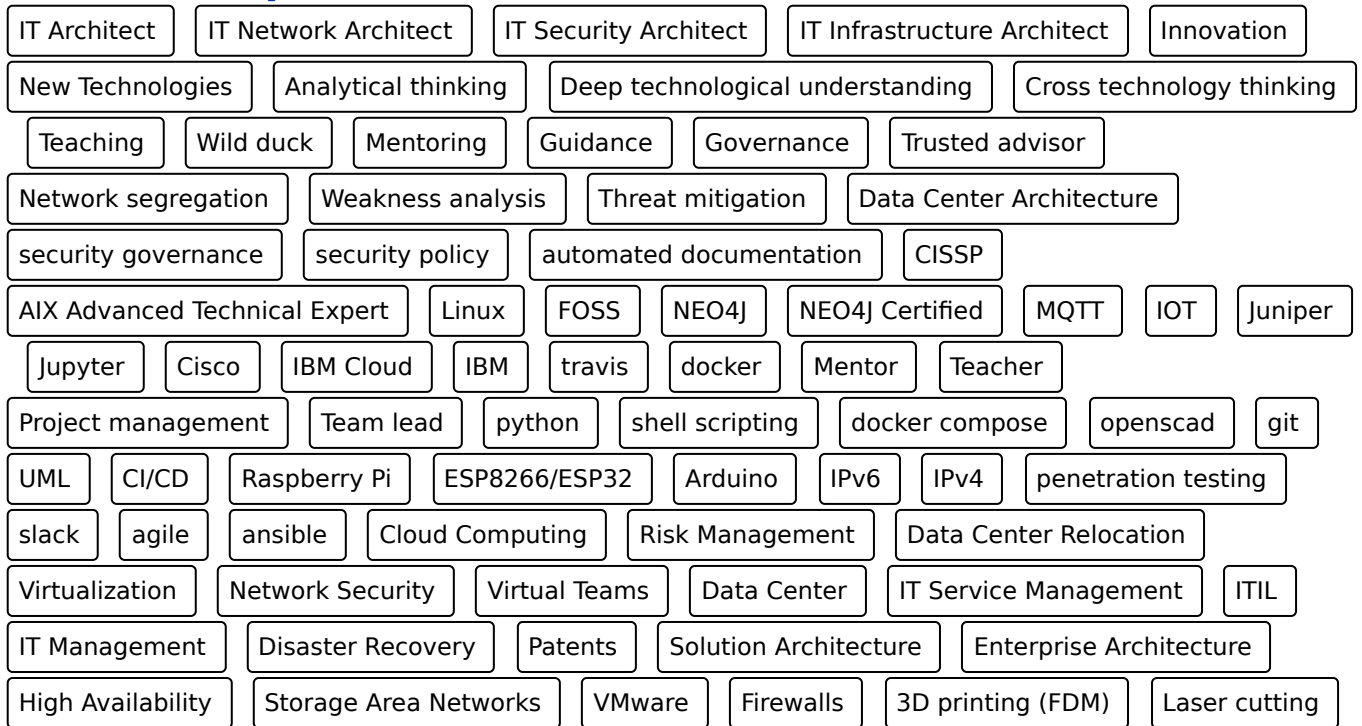 IT Architect IT Network Architect IT Security Architect IT Infrastructure Architect Innovation
New Technologies Analytical thinking Deep technological understanding Cross technology thinking
Teaching Wild duck Mentoring Guidance Governance Trusted advisor
Network segregation Weakness analysis Threat mitigation Data Center Architecture
security governance security policy automated documentation CISSP
AIX Advanced Technical Expert Linux FOSS NEO4J NEO4J Certified MQTT IOT Juniper
Jupyter Cisco IBM Cloud IBM travis docker Mentor Teacher
Project management Team lead python shell scripting docker compose openscad git
UML CI/CD Raspberry Pi ESP8266/ESP32 Arduino IPv6 IPv4 penetration testing
slack agile ansible Cloud Computing Risk Management Data Center Relocation
Virtualization Network Security Virtual Teams Data Center IT Service Management ITIL
IT Management Disaster Recovery Patents Solution Architecture Enterprise Architecture
High Availability Storage Area Networks VMware Firewalls 3D printing (FDM) Laser cutting